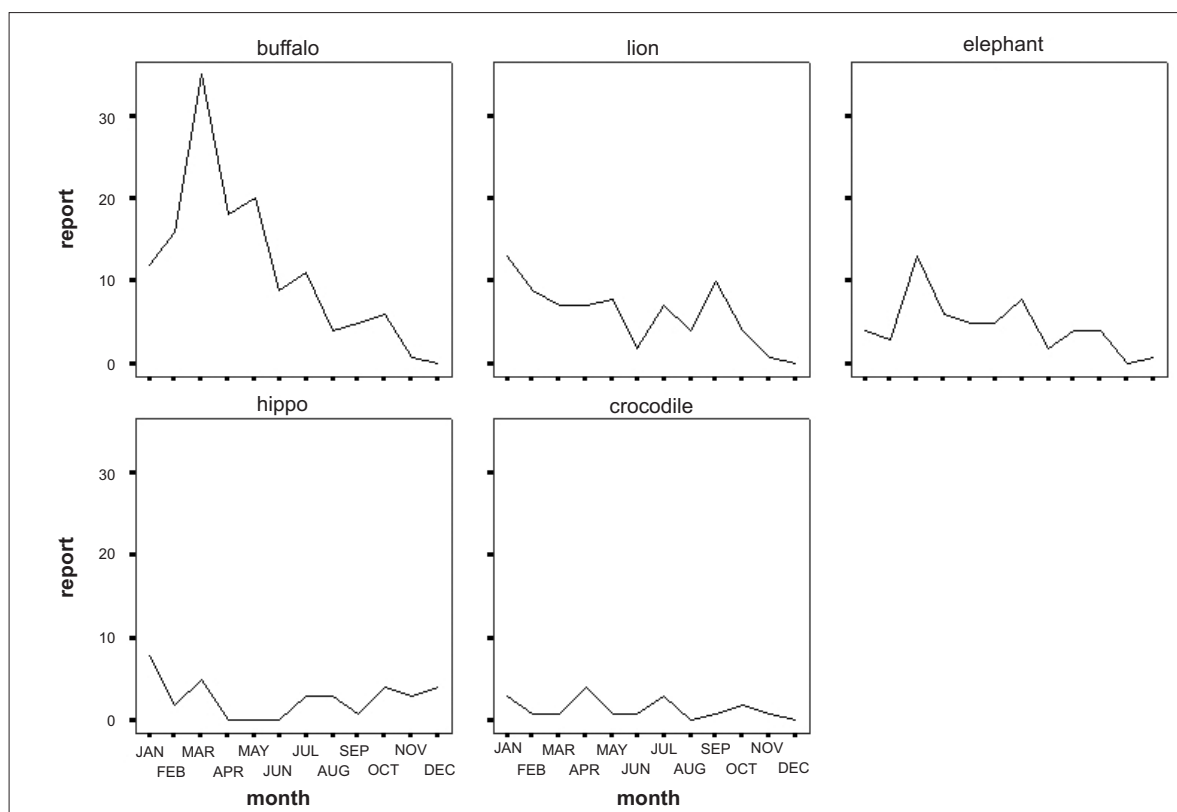 buffalo
lion
elephant
30
20
10
0
report
hippo
crocodile
30
20
10
0
report
JAN FEB MAR APR MAY JUN JUL AUG SEP OCT NOV DEC
month
JAN FEB MAR APR MAY JUN JUL AUG SEP OCT NOV DEC
month